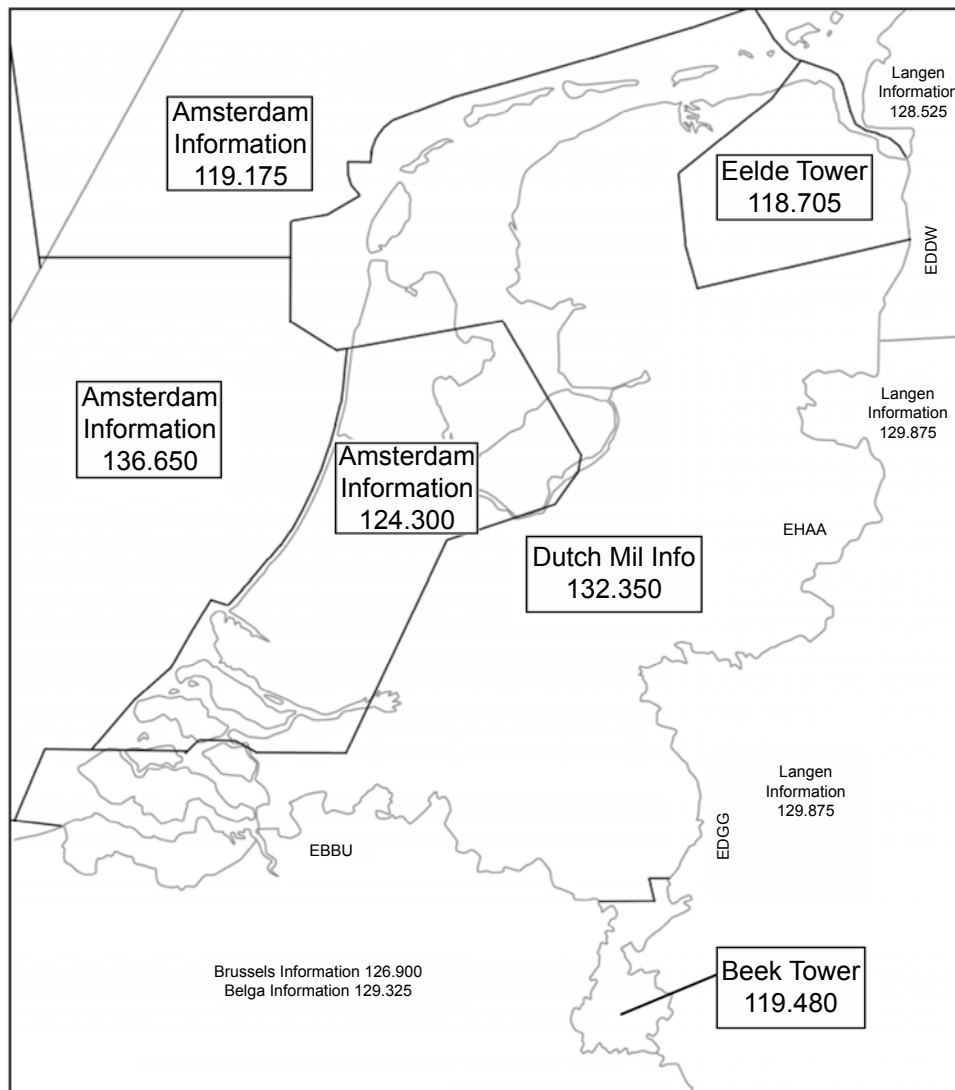 Langen
Information
128.525
Amsterdam
Information
119.175
Eelde Tower
118.705
EDDW
Amsterdam
Information
136.650
Langen
Information
129.875
Amsterdam
Information
124.300
EHAA
Dutch Mil Info
132.350
Langen
Information
129.875
EDGG
EBBU
Brussels Information 126.900
Belga Information 129.325
Beek Tower
119.480